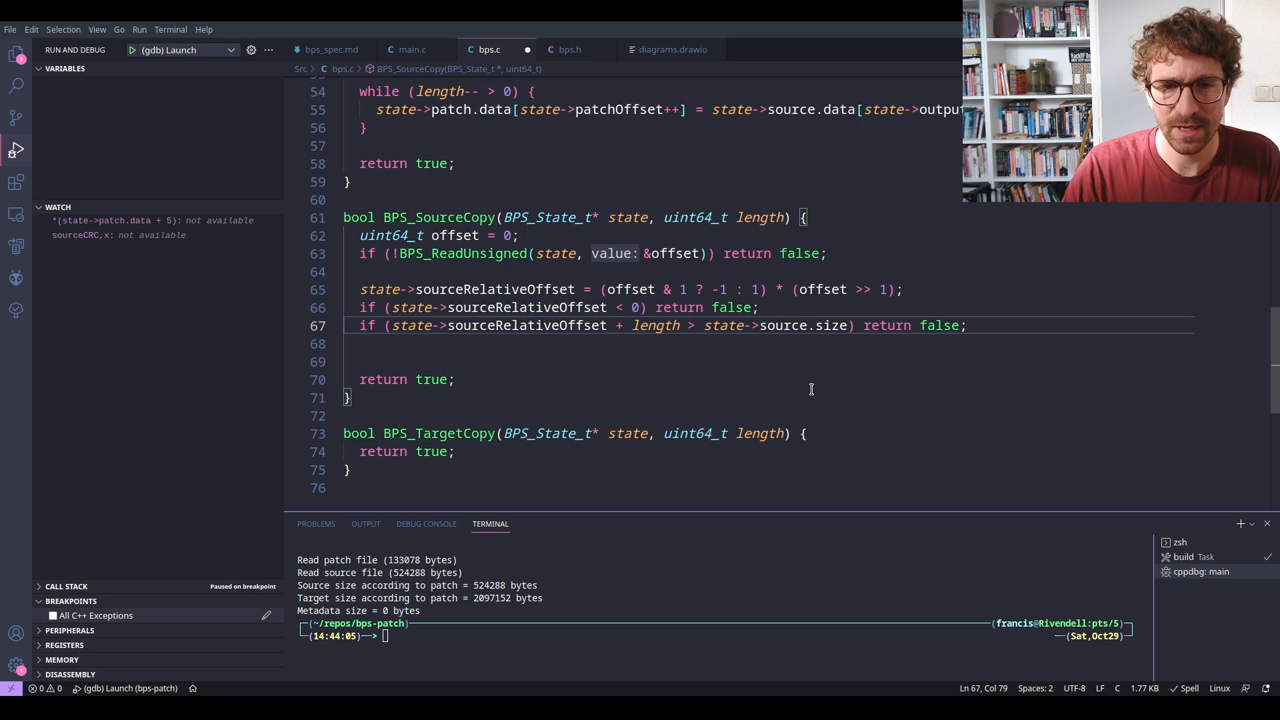 File Edit Selection View Go Run Terminal Help
RUN AND DEBUG (gdb) Launch
bps_spec.md main.c bps.c bps.h diagrams.drawio
VARIABLES
Src > bps.c > BPS_SourceCopy(BPS_State_t *, uint64_t)
54 while (length-- > 0) {
55 state->patch.data[state->patchOffset++] = state->source.data[state->outpu
56 }
57
58 return true;
59 }
60
61 bool BPS_SourceCopy(BPS_State_t* state, uint64_t length) {
62 uint64_t offset = 0;
63 if (!BPS_ReadUnsigned(state, value: &offset)) return false;
64
65 state->sourceRelativeOffset = (offset & 1 ? -1 : 1) * (offset >> 1);
66 if (state->sourceRelativeOffset < 0) return false;
67 if (state->sourceRelativeOffset + length > state->source.size) return false;
68
69
70 return true;
71 }
72
73 bool BPS_TargetCopy(BPS_State_t* state, uint64_t length) {
74 return true;
75 }
76
WATCH
*(state->patch.data + 5): not available
sourceCRC,x: not available
PROBLEMS OUTPUT DEBUG CONSOLE TERMINAL
Read patch file (133078 bytes)
Read source file (524288 bytes)
Source size according to patch = 524288 bytes
Target size according to patch = 2097152 bytes
Metadata size = 0 bytes
(~/repos/bps-patch) (francis@Rivendell:pts/5)
(14:44:05)—> (Sat,Oct29)
zsh
build Task
cppdbg: main
CALL STACK Paused on breakpoint
BREAKPOINTS
All C++ Exceptions
PERIPHERALS
REGISTERS
MEMORY
DISASSEMBLY
0 0 (gdb) Launch (bps-patch) Ln 67, Col 79 Spaces: 2 UTF-8 LF C 1.77 KB Spell Linux